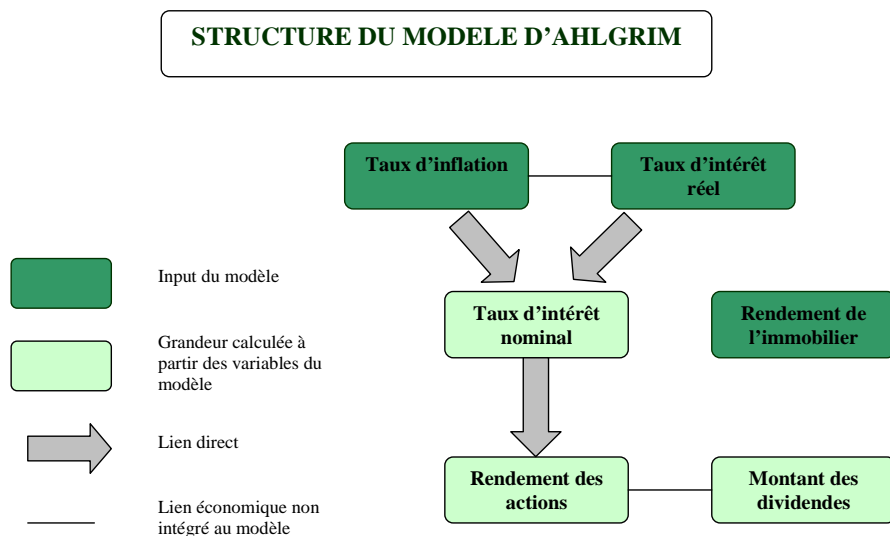 STRUCTURE DU MODELE D'AHLGRIM
Taux d'inflation
Taux d'intérêt
réel
Input du modèle
Taux d'intérêt
nominal
Rendement de
l'immobilier
Grandeur calculée à
partir des variables du
modèle
Lien direct
Rendement des
actions
Montant des
dividendes
Lien économique non
intégré au modèle